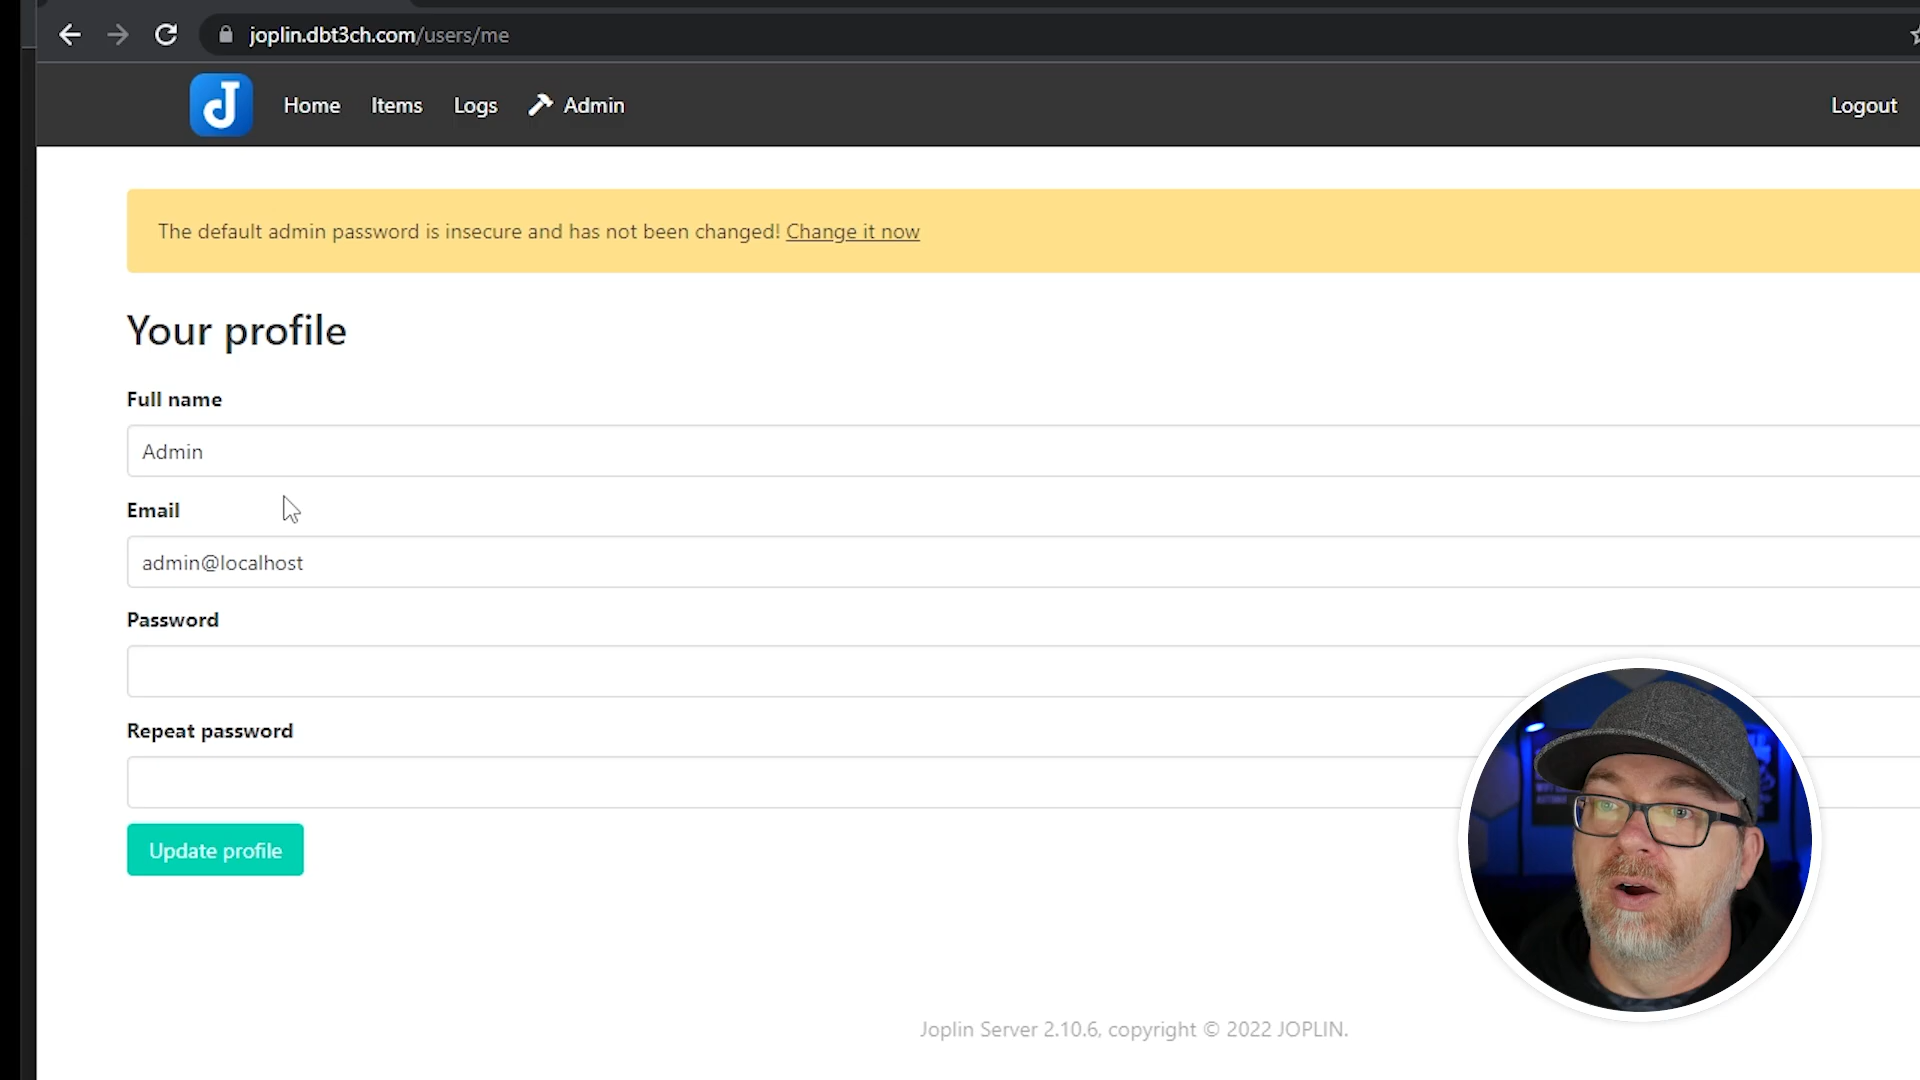 joplin.dbt3ch.com/users/me
Home Items Logs Admin Logout
The default admin password is insecure and has not been changed! Change it now
Your profile
Full name
Admin
Email
admin@localhost
Password
Repeat password
Update profile
Joplin Server 2.10.6, copyright © 2022 JOPLIN.